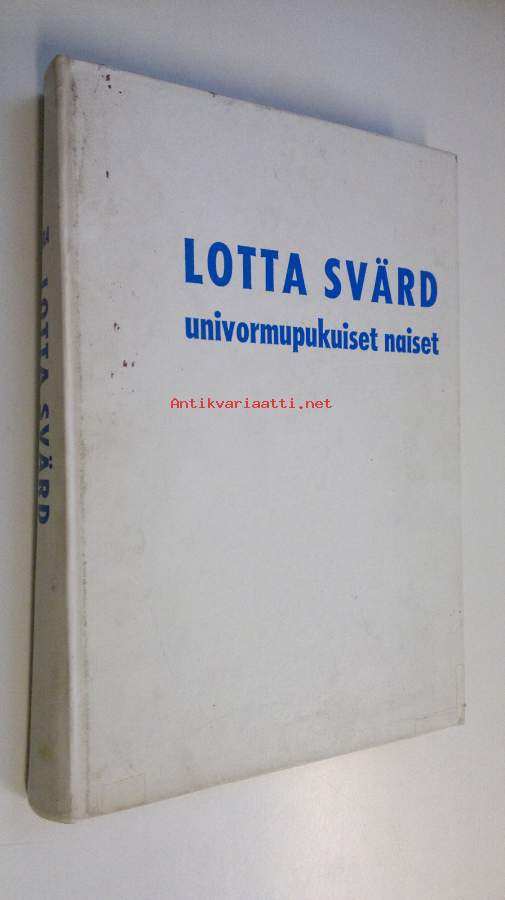 LOTTA SVÄRD
univormupukuiset naiset
Antikvariaatti.net
LOTTA SVÄRD